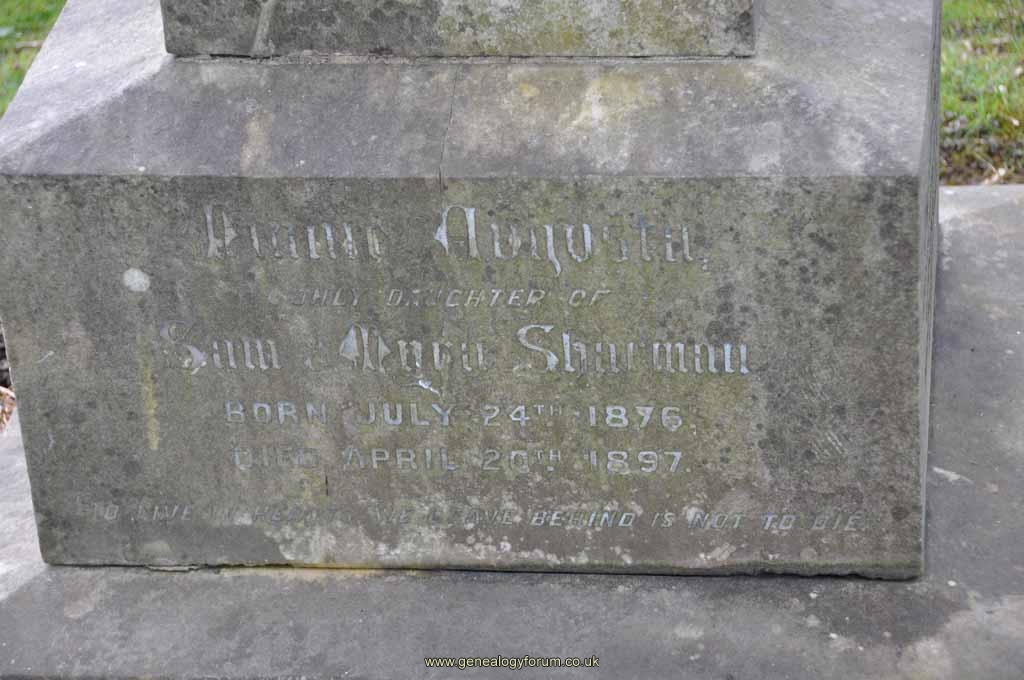 Augusta,
ONLY DAUGHTER OF
Sam & Myra Sharman
BORN JULY 24TH 1876,
DIED APRIL 20TH 1897.
TO LIVE IN HEARTS WE LEAVE BEHIND IS NOT TO DIE.
www.genealogyforum.co.uk